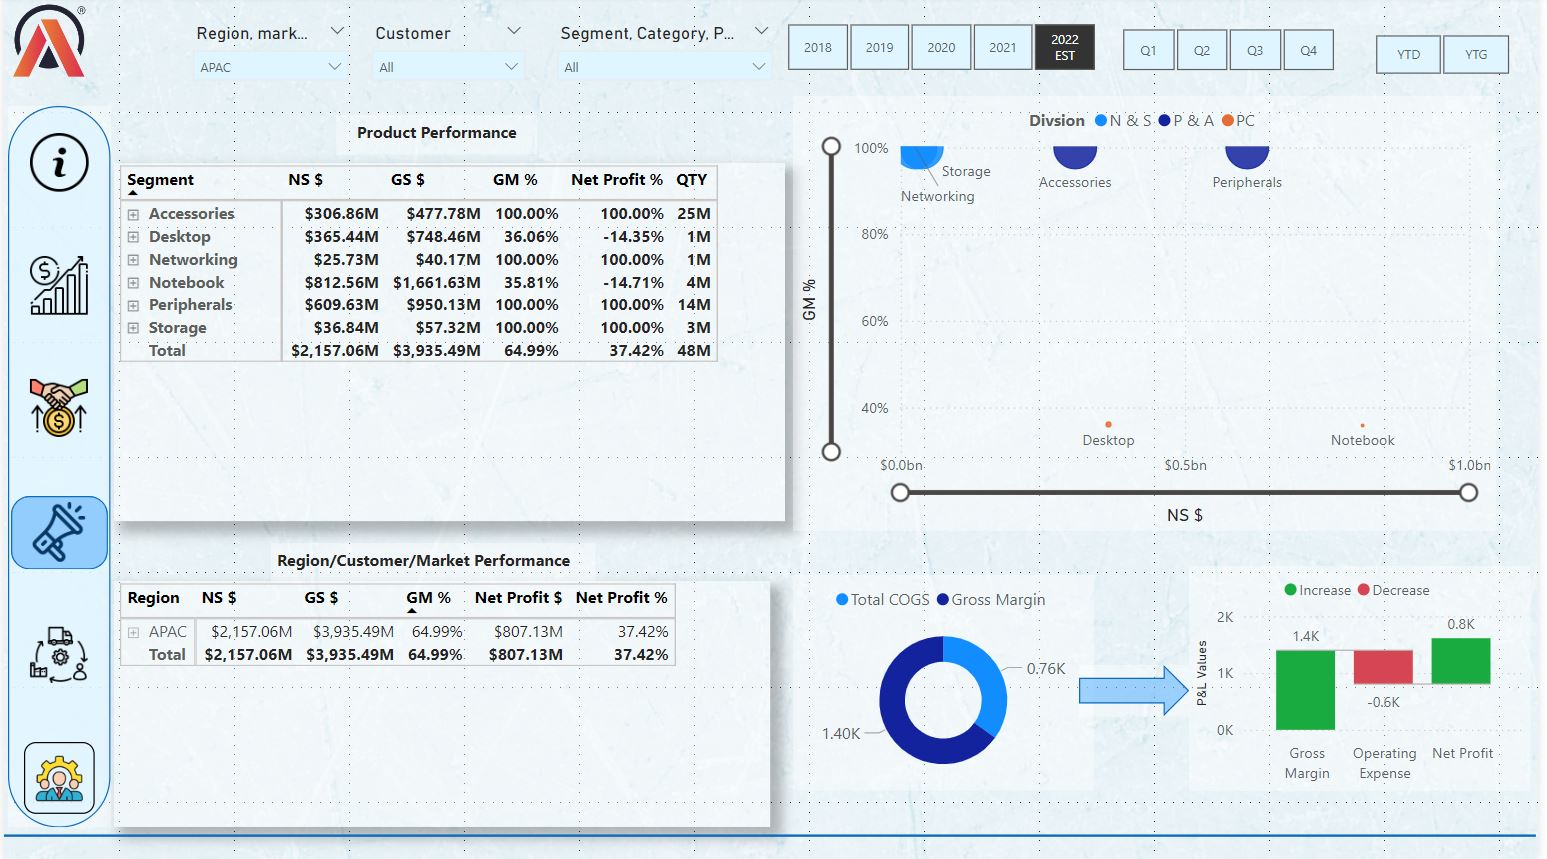 ®
Region, mark...
Customer
Segment, Category, P...
APAC
All
All
2018
2019
2020
2021
2022
EST
Q1
Q2
Q3
Q4
YTD
YTG
i
Product Performance
Segment NS $ GS $ GM % Net Profit % QTY
Accessories $306.86M $477.78M 100.00% 100.00% 25M
Desktop $365.44M $748.46M 36.06% -14.35% 1M
Networking $25.73M $40.17M 100.00% 100.00% 1M
Notebook $812.56M $1,661.63M 35.81% -14.71% 4M
Peripherals $609.63M $950.13M 100.00% 100.00% 14M
Storage $36.84M $57.32M 100.00% 100.00% 3M
Total $2,157.06M $3,935.49M 64.99% 37.42% 48M
Divsion N & S P & A PC
GM %
100%
80%
60%
40%
Storage
Networking
Accessories
Peripherals
Desktop
Notebook
$0.0bn
$0.5bn
$1.0bn
NS $
Region/Customer/Market Performance
Region NS $ GS $ GM % Net Profit $ Net Profit %
APAC $2,157.06M $3,935.49M 64.99% $807.13M 37.42%
Total $2,157.06M $3,935.49M 64.99% $807.13M 37.42%
Total COGS Gross Margin
0.76K
1.40K
Increase Decrease
P&L Values
2K
1K
0K
1.4K
-0.6K
0.8K
Gross
Margin
Operating
Expense
Net Profit